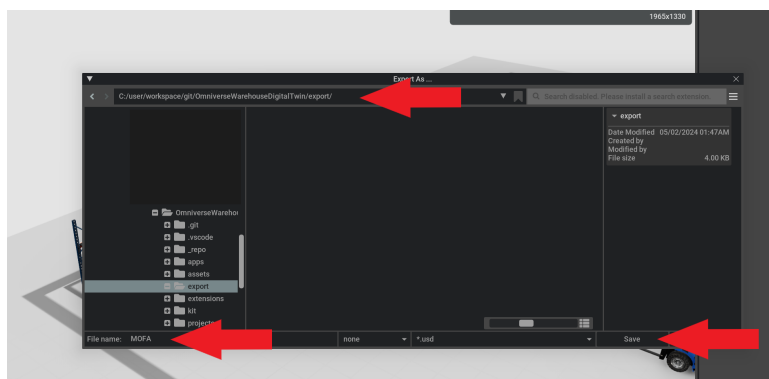 1965x1330
Export As ...
C:/user/workspace/git/OmniverseWarehouseDigitalTwin/export/
Search disabled. Please install a search extension.
export
Date Modified 05/02/2024 01:47AM
Created by
Modified by
File size 4.00 KB
OmniverseWarehou
.git
.vscode
_repo
apps
assets
export
extensions
kit
projects
File name: MOFA
none
*.usd
Save